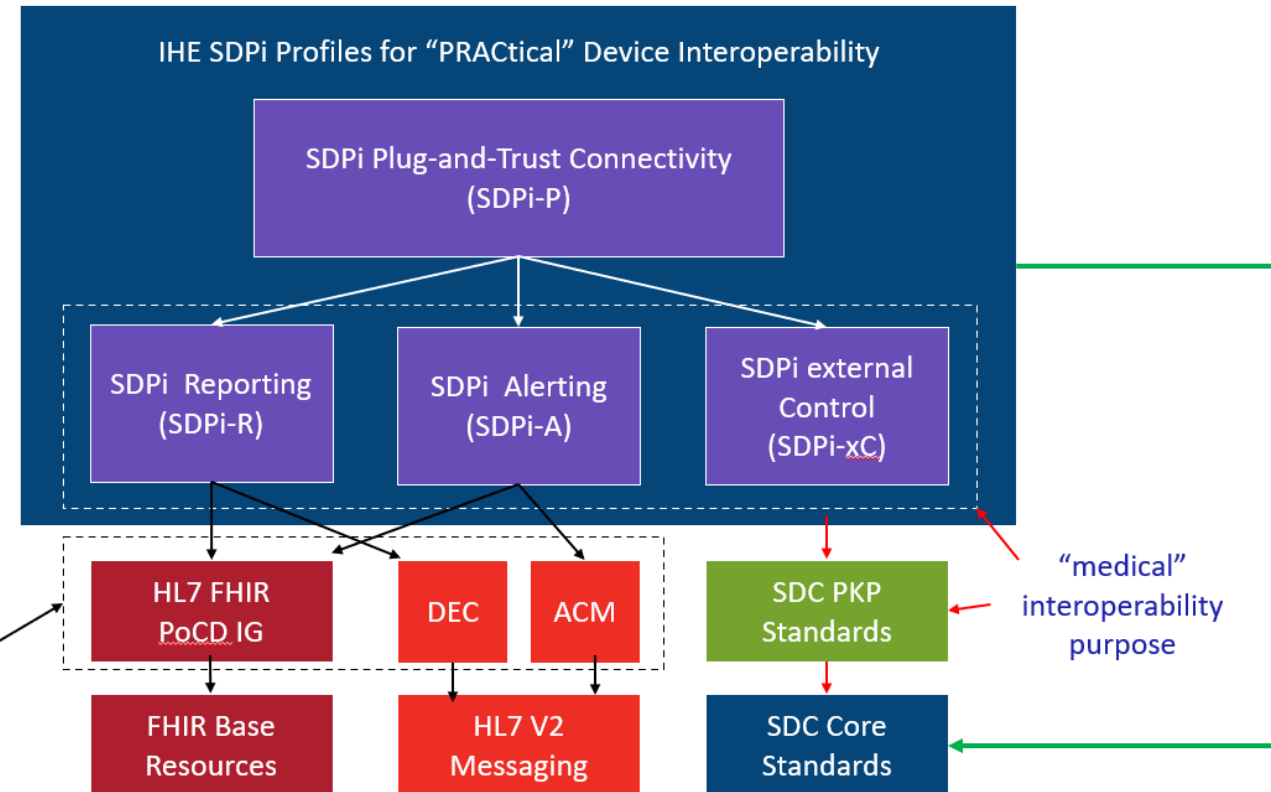 IHE SDPi Profiles for “PRACtical” Device Interoperability
SDPi Plug-and-Trust Connectivity
(SDPi-P)
SDPi Reporting
(SDPi-R)
SDPi Alerting
(SDPi-A)
SDPi external
Control
(SDPi-xC)
HL7 FHIR
PoCD IG
DEC
ACM
SDC PKP
Standards
“medical”
interoperability
purpose
FHIR Base
Resources
HL7 V2
Messaging
SDC Core
Standards